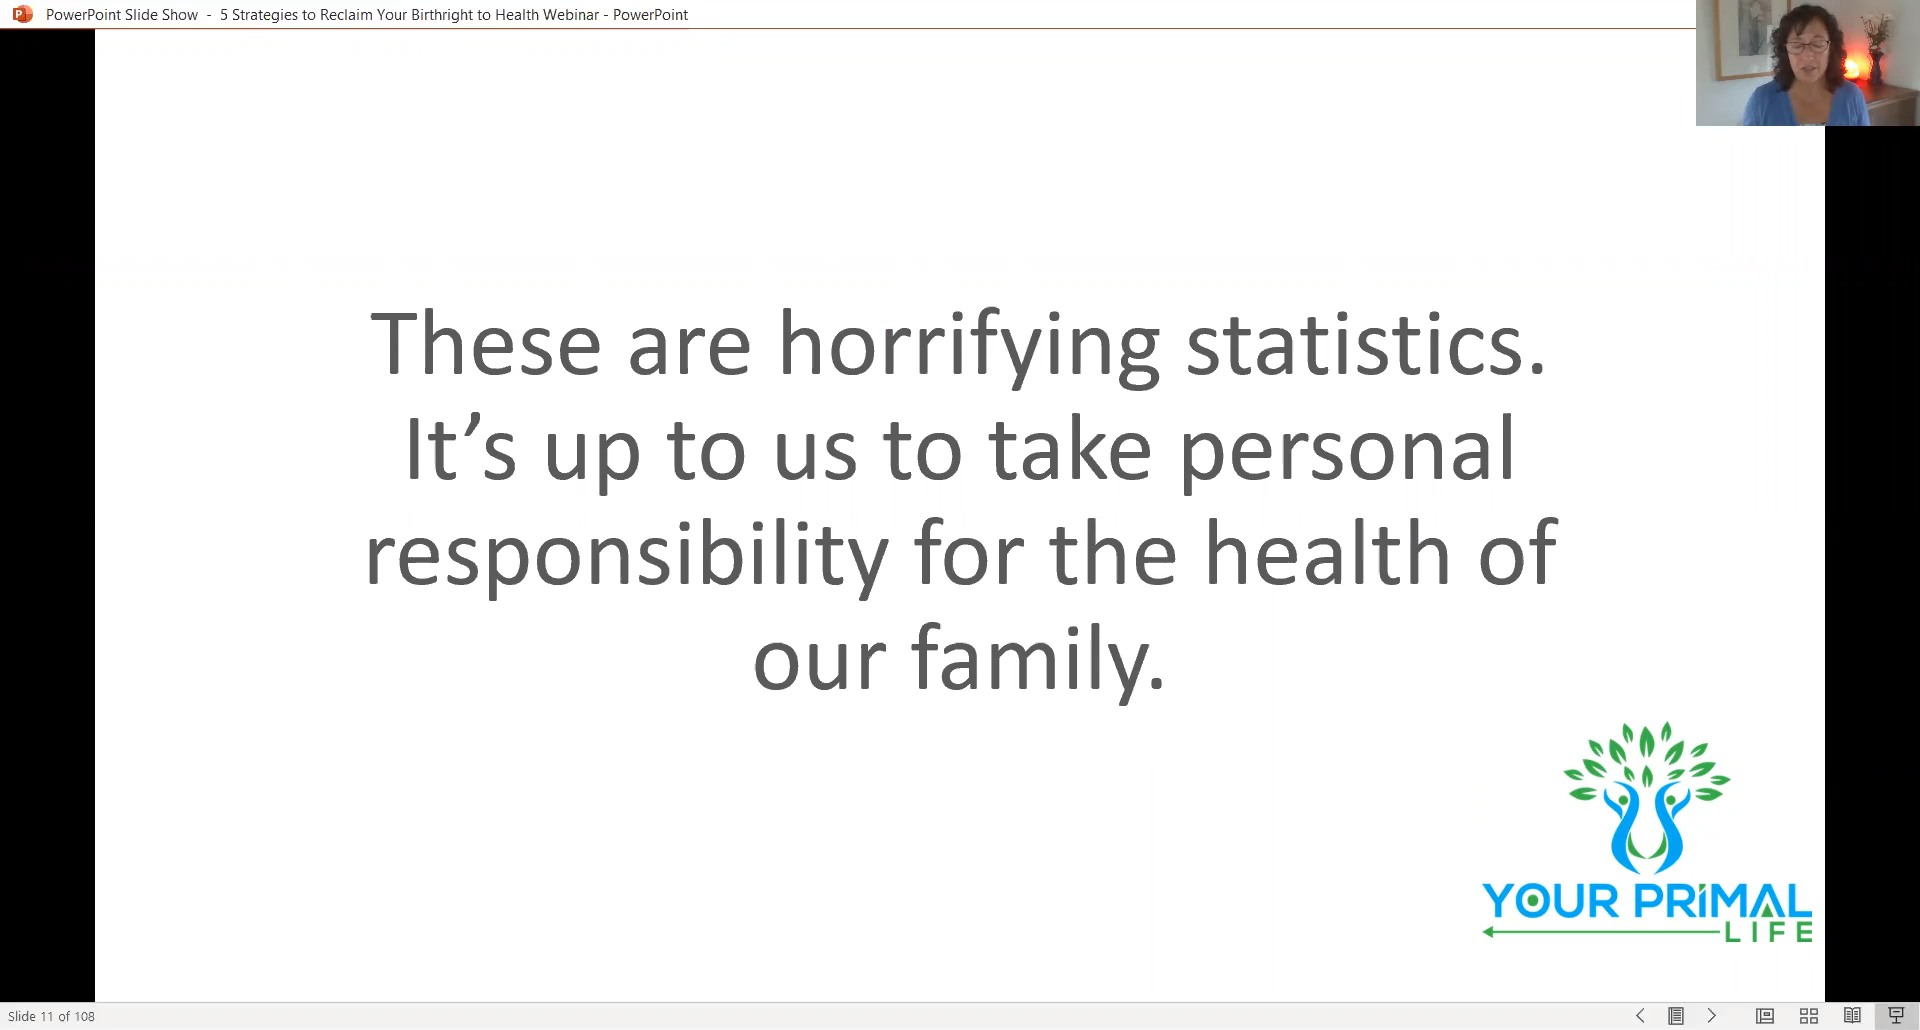 PowerPoint Slide Show - 5 Strategies to Reclaim Your Birthright to Health Webinar - PowerPoint
These are horrifying statistics.
It’s up to us to take personal
responsibility for the health of
our family.
YOUR PRIMAL
LIFE
Slide 11 of 108